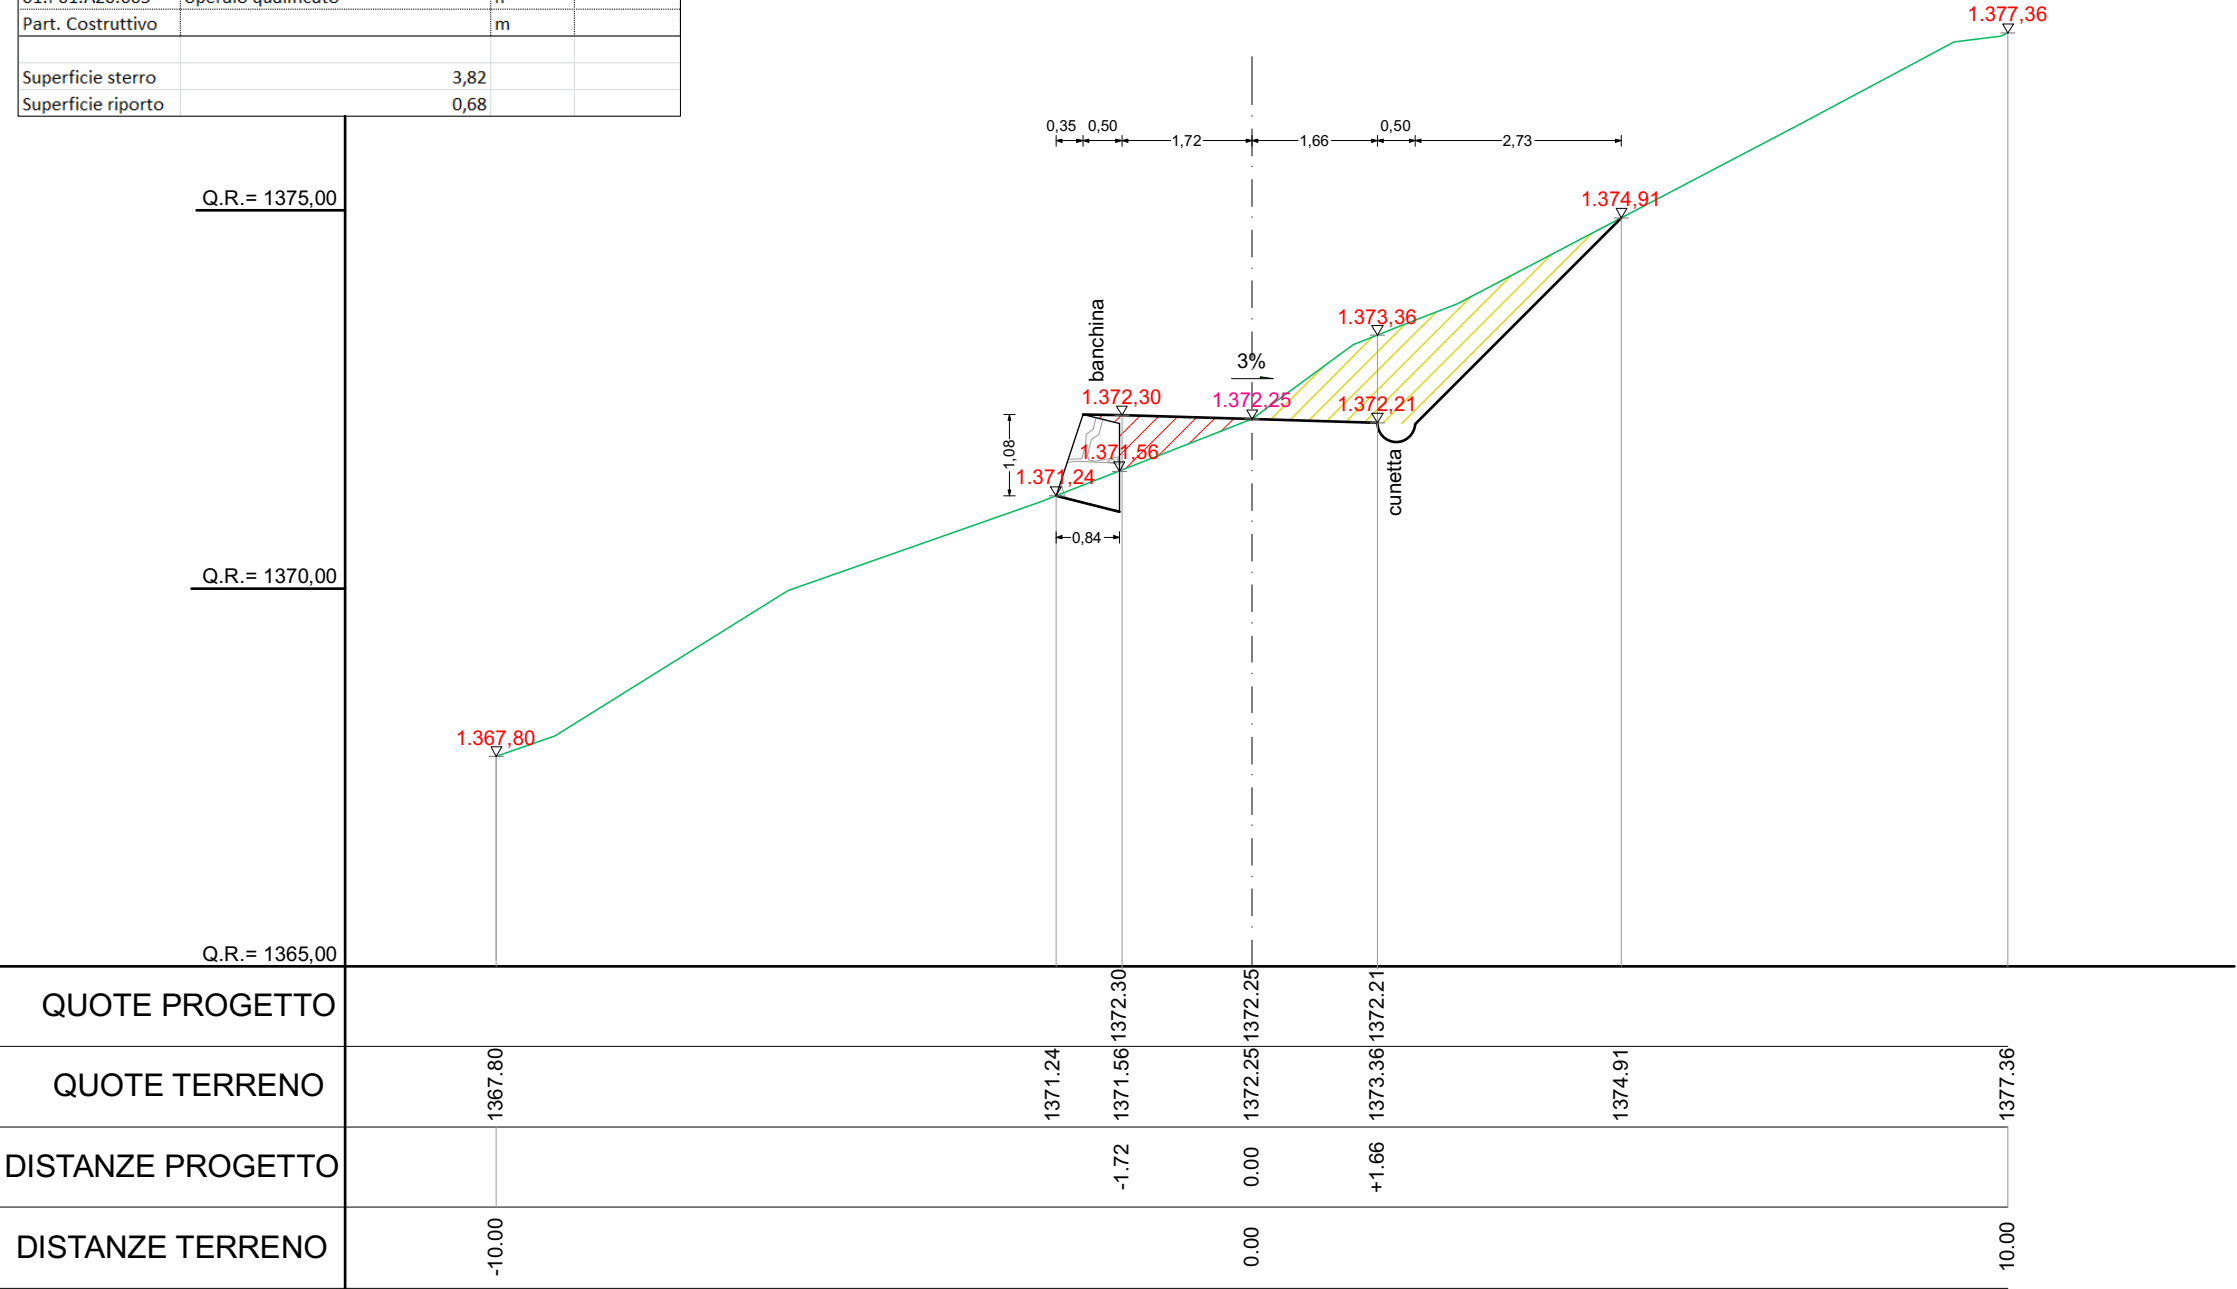 Part. Costruttivo m
Superficie sterro 3,82
Superficie riporto 0,68
1.377,36
0,35 0,50 1,72 1,66 0,50 2,73
Q.R.= 1375,00
1.374,91
banchina
1.373,36
3%
1.372,30
1.372.25
1.372,21
1,08
1.371,56
1.371,24
cunetta
0,84
Q.R.= 1370,00
1.367,80
Q.R.= 1365,00
QUOTE PROGETTO 1372.30 1372.25 1372.21
QUOTE TERRENO 1367.80 1371.24 1371.56 1372.25 1373.36 1374.91 1377.36
DISTANZE PROGETTO -1.72 0.00 +1.66
DISTANZE TERRENO -10.00 0.00 10.00